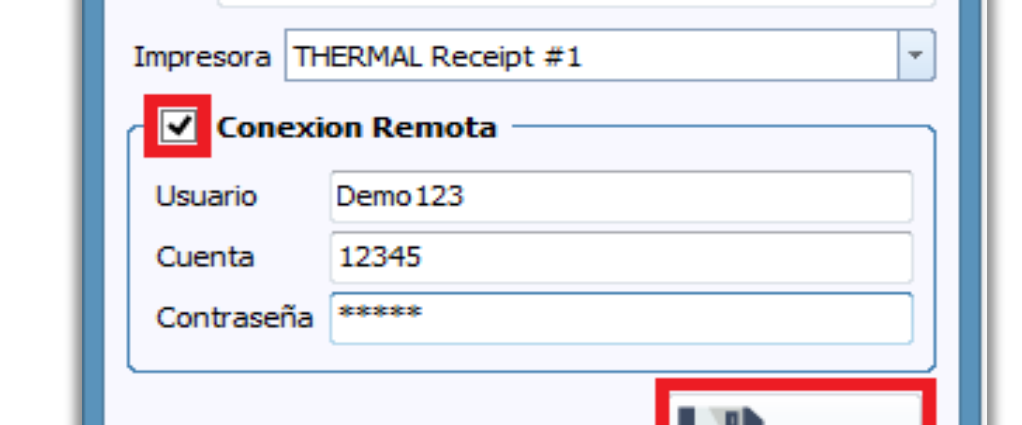 Impresora THERMAL Receipt #1
Conexion Remota
Usuario Demo123
Cuenta 12345
Contraseña *****